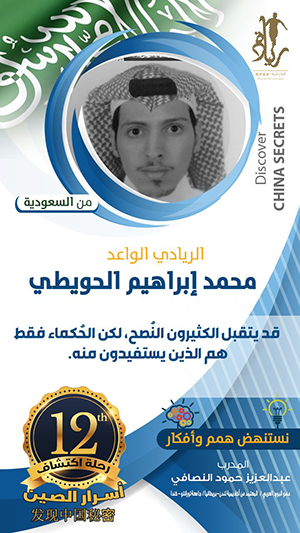 ريادة
Discover
CHINA SECRETS
من السعودية
الريادي الواعد
محمد إبراهيم الحويطي
قد يتقبل الكثيرون النُصح، لكن الحُكماء فقط
هم الذين يستفيدون منه.
12th
رحلة اكتشاف
أسرار الصين
发现中国秘密
نستنهض همم وأفكار
المدرب
عبدالعزيز حمود النصافي